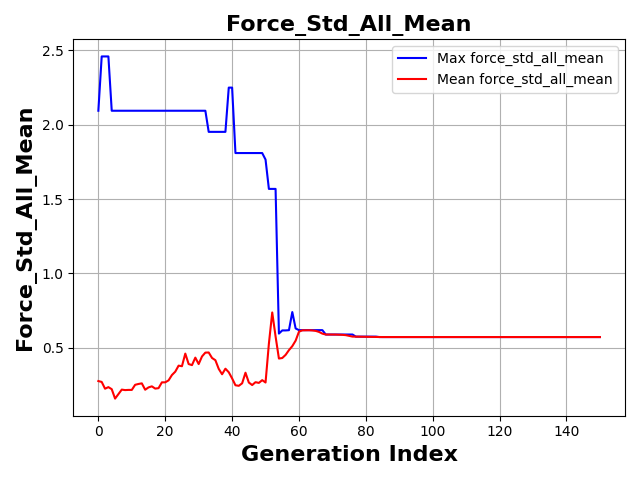 Force_Std_All_Mean
Max force_std_all_mean
Mean force_std_all_mean
Force_Std_All_Mean
2.5
2.0
1.5
1.0
0.5
0 20 40 60 80 100 120 140
Generation Index